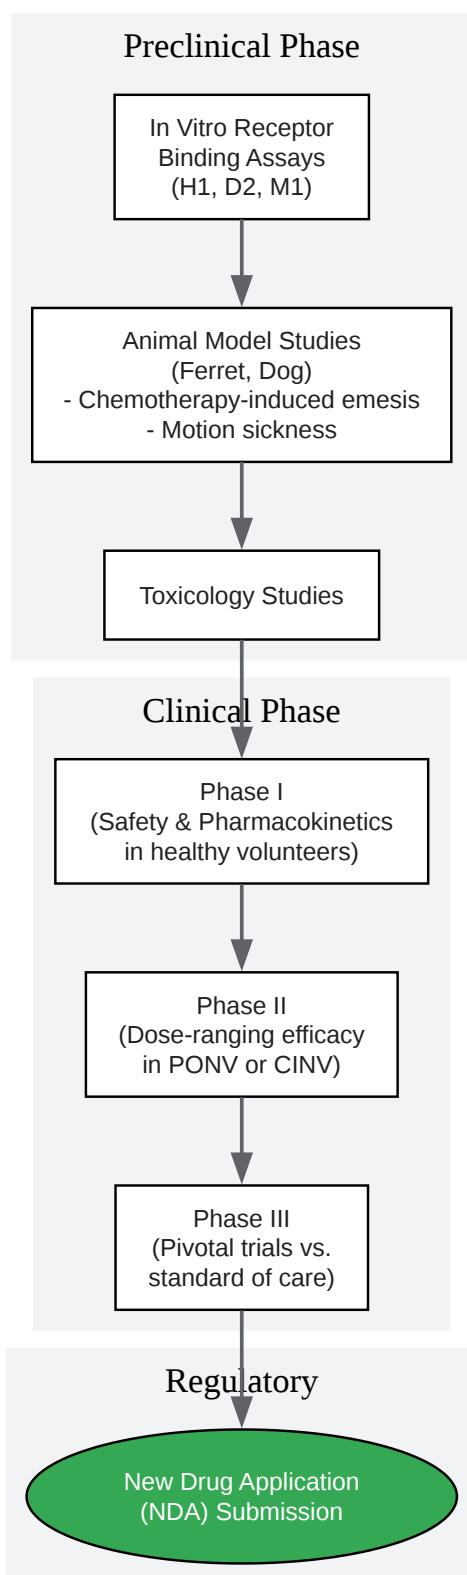 Preclinical Phase
In Vitro Receptor
Binding Assays
(H1, D2, M1)
Animal Model Studies
(Ferret, Dog)
- Chemotherapy-induced emesis
- Motion sickness
Toxicology Studies
Clinical Phase
Phase I
(Safety & Pharmacokinetics
in healthy volunteers)
Phase II
(Dose-ranging efficacy
in PONV or CINV)
Phase III
(Pivotal trials vs.
standard of care)
Regulatory
New Drug Application
(NDA) Submission